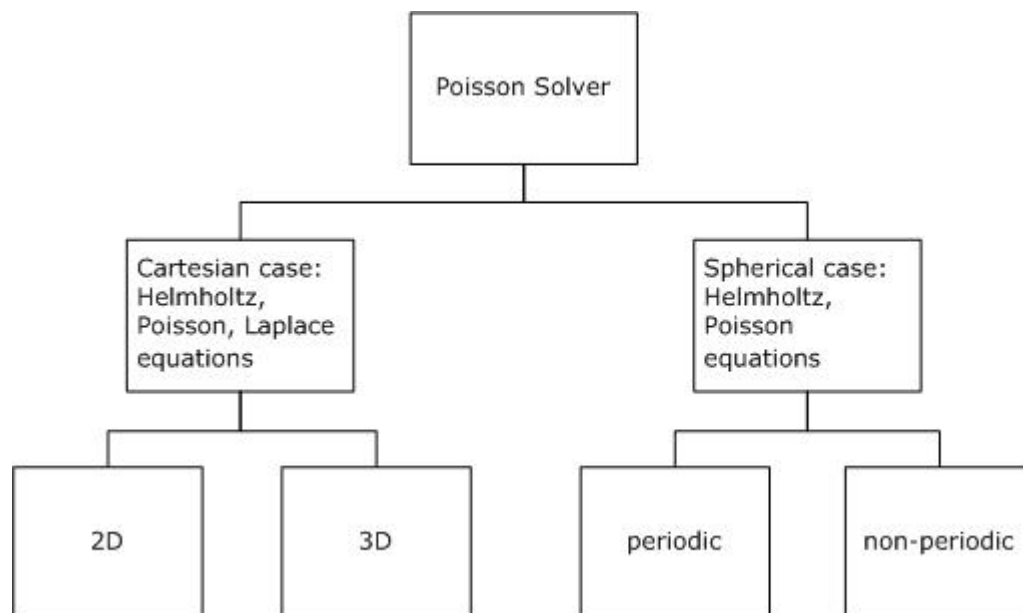 Poisson Solver
Cartesian case:
Helmholtz,
Poisson, Laplace
equations
Spherical case:
Helmholtz,
Poisson
equations
2D
3D
periodic
non-periodic